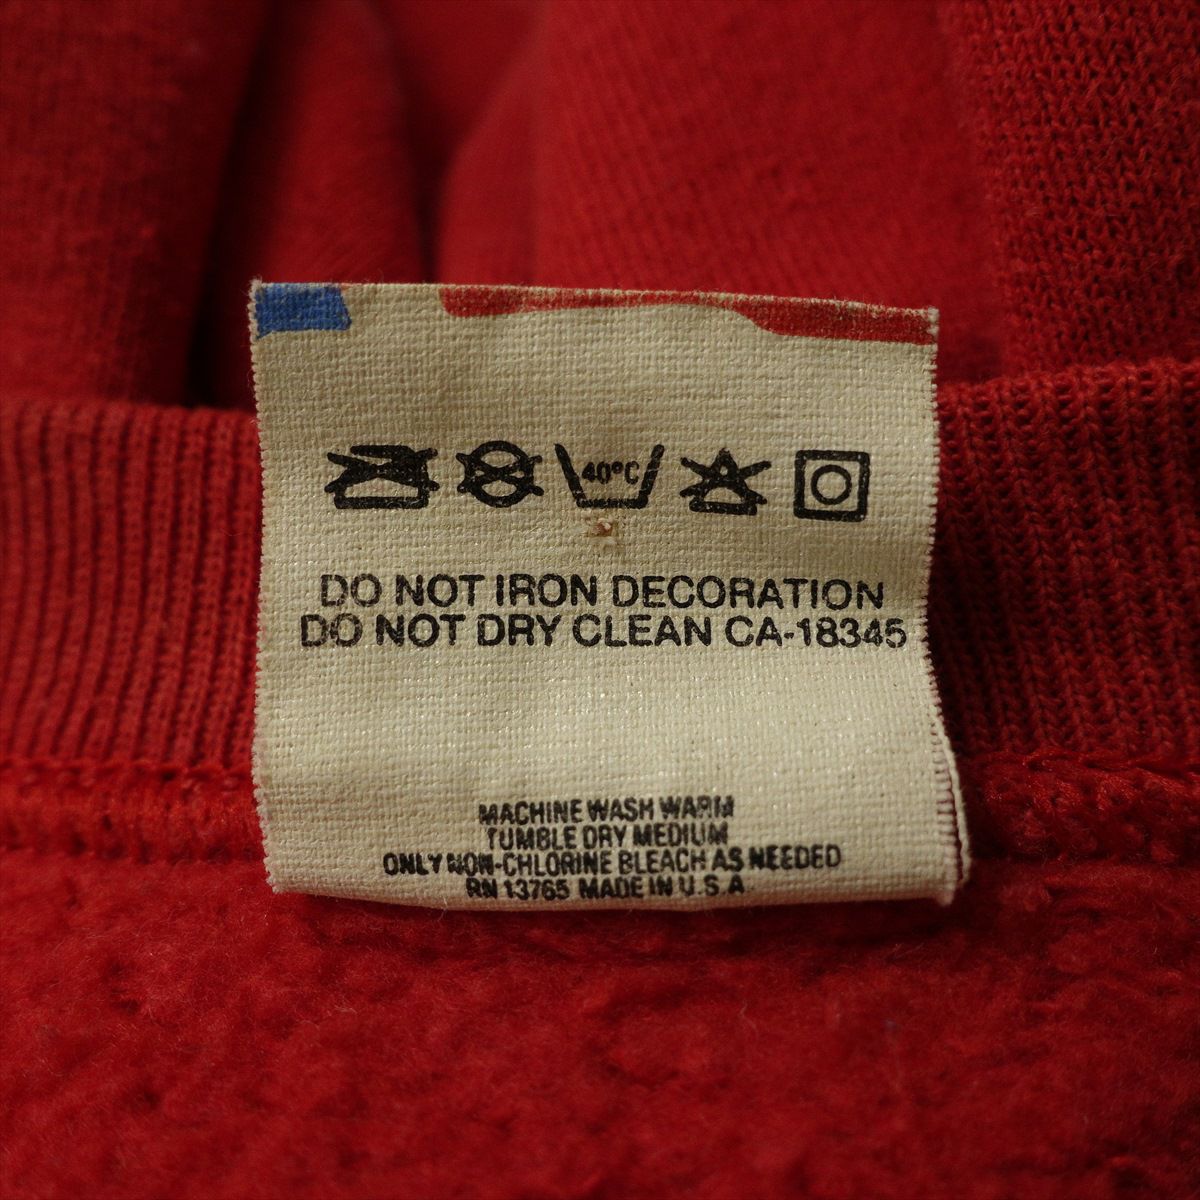 40°C
DO NOT IRON DECORATION
DO NOT DRY CLEAN CA-18345
MACHINE WASH WARM
TUMBLE DRY MEDIUM
ONLY NON-CHLORINE BLEACH AS NEEDED
RN 13765 MADE IN U.S.A